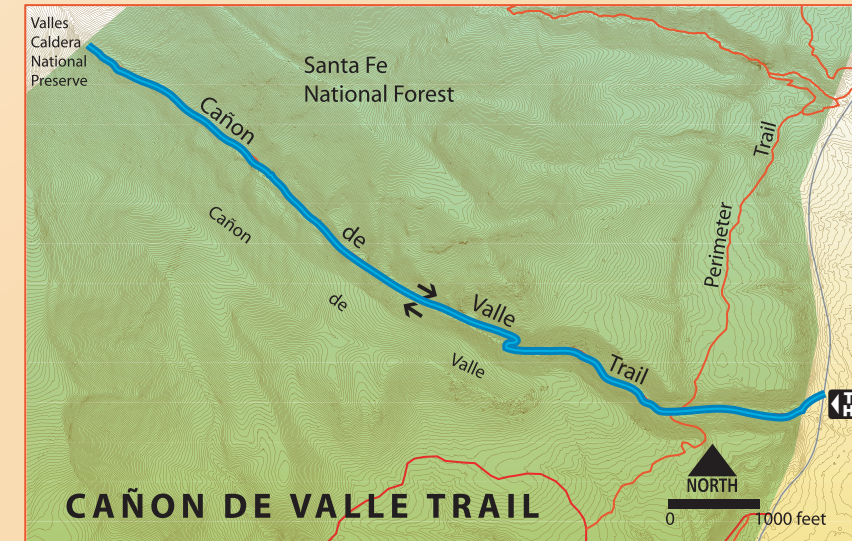 Valles
Caldera
National
Preserve
Santa Fe
National Forest
Cañon
de
Valle
Trail
Cañon
de
Valle
Perimeter
Trail
CAÑON DE VALLE TRAIL
NORTH
0 1000 feet